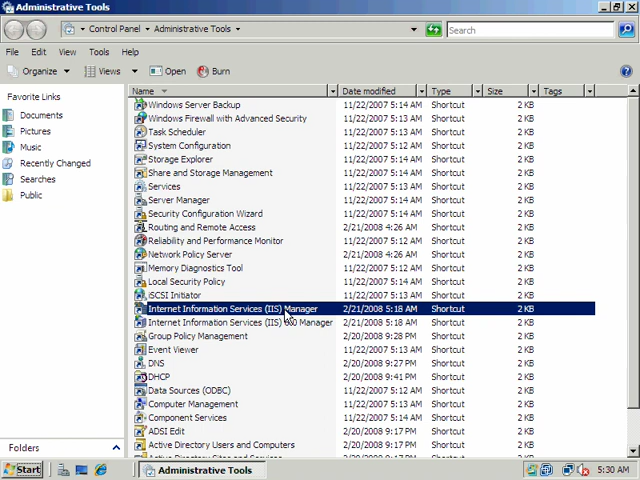 Administrative Tools
Control Panel Administrative Tools Search
File Edit View Tools Help
Organize Views Open Burn
Favorite Links
Documents
Pictures
Music
Recently Changed
Searches
Public
Folders
Name Date modified Type Size Tags
Windows Server Backup 11/22/2007 5:14 AM Shortcut 2 KB
Windows Firewall with Advanced Security 11/22/2007 5:14 AM Shortcut 2 KB
Task Scheduler 11/22/2007 5:13 AM Shortcut 2 KB
System Configuration 11/22/2007 5:12 AM Shortcut 2 KB
Storage Explorer 11/22/2007 5:14 AM Shortcut 2 KB
Share and Storage Management 11/22/2007 5:14 AM Shortcut 2 KB
Services 11/22/2007 5:13 AM Shortcut 2 KB
Server Manager 11/22/2007 5:13 AM Shortcut 2 KB
Security Configuration Wizard 11/22/2007 5:14 AM Shortcut 2 KB
Routing and Remote Access 2/21/2008 4:26 AM Shortcut 2 KB
Reliability and Performance Monitor 11/22/2007 5:12 AM Shortcut 2 KB
Network Policy Server 2/21/2008 4:26 AM Shortcut 2 KB
Memory Diagnostics Tool 11/22/2007 5:12 AM Shortcut 2 KB
Local Security Policy 11/22/2007 5:14 AM Shortcut 2 KB
iSCSI Initiator 11/22/2007 5:13 AM Shortcut 2 KB
Internet Information Services (IIS) Manager 2/21/2008 5:18 AM Shortcut 2 KB
Internet Information Services (IIS) Manager 2/21/2008 5:18 AM Shortcut 2 KB
Group Policy Management 2/20/2008 9:28 PM Shortcut 2 KB
Event Viewer 11/22/2007 5:13 AM Shortcut 2 KB
DNS 2/20/2008 9:27 PM Shortcut 2 KB
DHCP 2/20/2008 9:41 PM Shortcut 2 KB
Data Sources (ODBC) 11/22/2007 5:12 AM Shortcut 2 KB
Computer Management 11/22/2007 5:12 AM Shortcut 2 KB
Component Services 11/22/2007 5:13 AM Shortcut 2 KB
ADSI Edit 2/20/2008 9:17 PM Shortcut 2 KB
Active Directory Users and Computers 2/20/2008 9:17 PM Shortcut 2 KB
Start Administrative Tools 5:30 AM